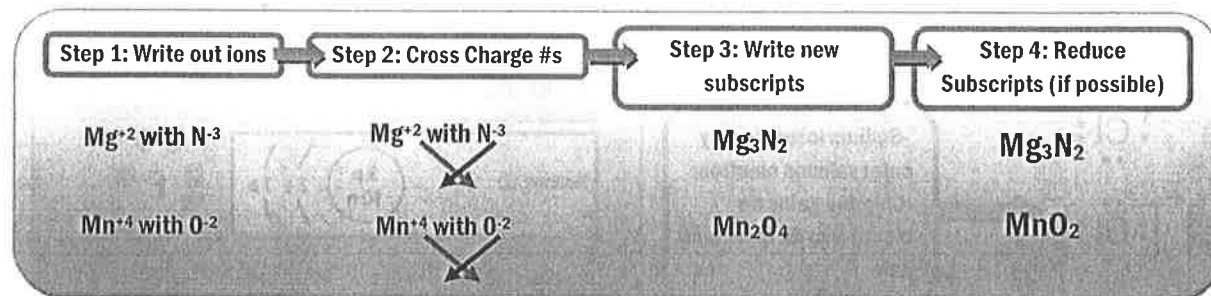 Step 1: Write out ions
Step 2: Cross Charge #s
Step 3: Write new
subscripts
Step 4: Reduce
Subscripts (if possible)
Mg⁺² with N⁻³
Mg⁺² with N⁻³
Mg₃N₂
Mg₃N₂
Mn⁺⁴ with O⁻²
Mn⁺⁴ with O⁻²
Mn₂O₄
MnO₂